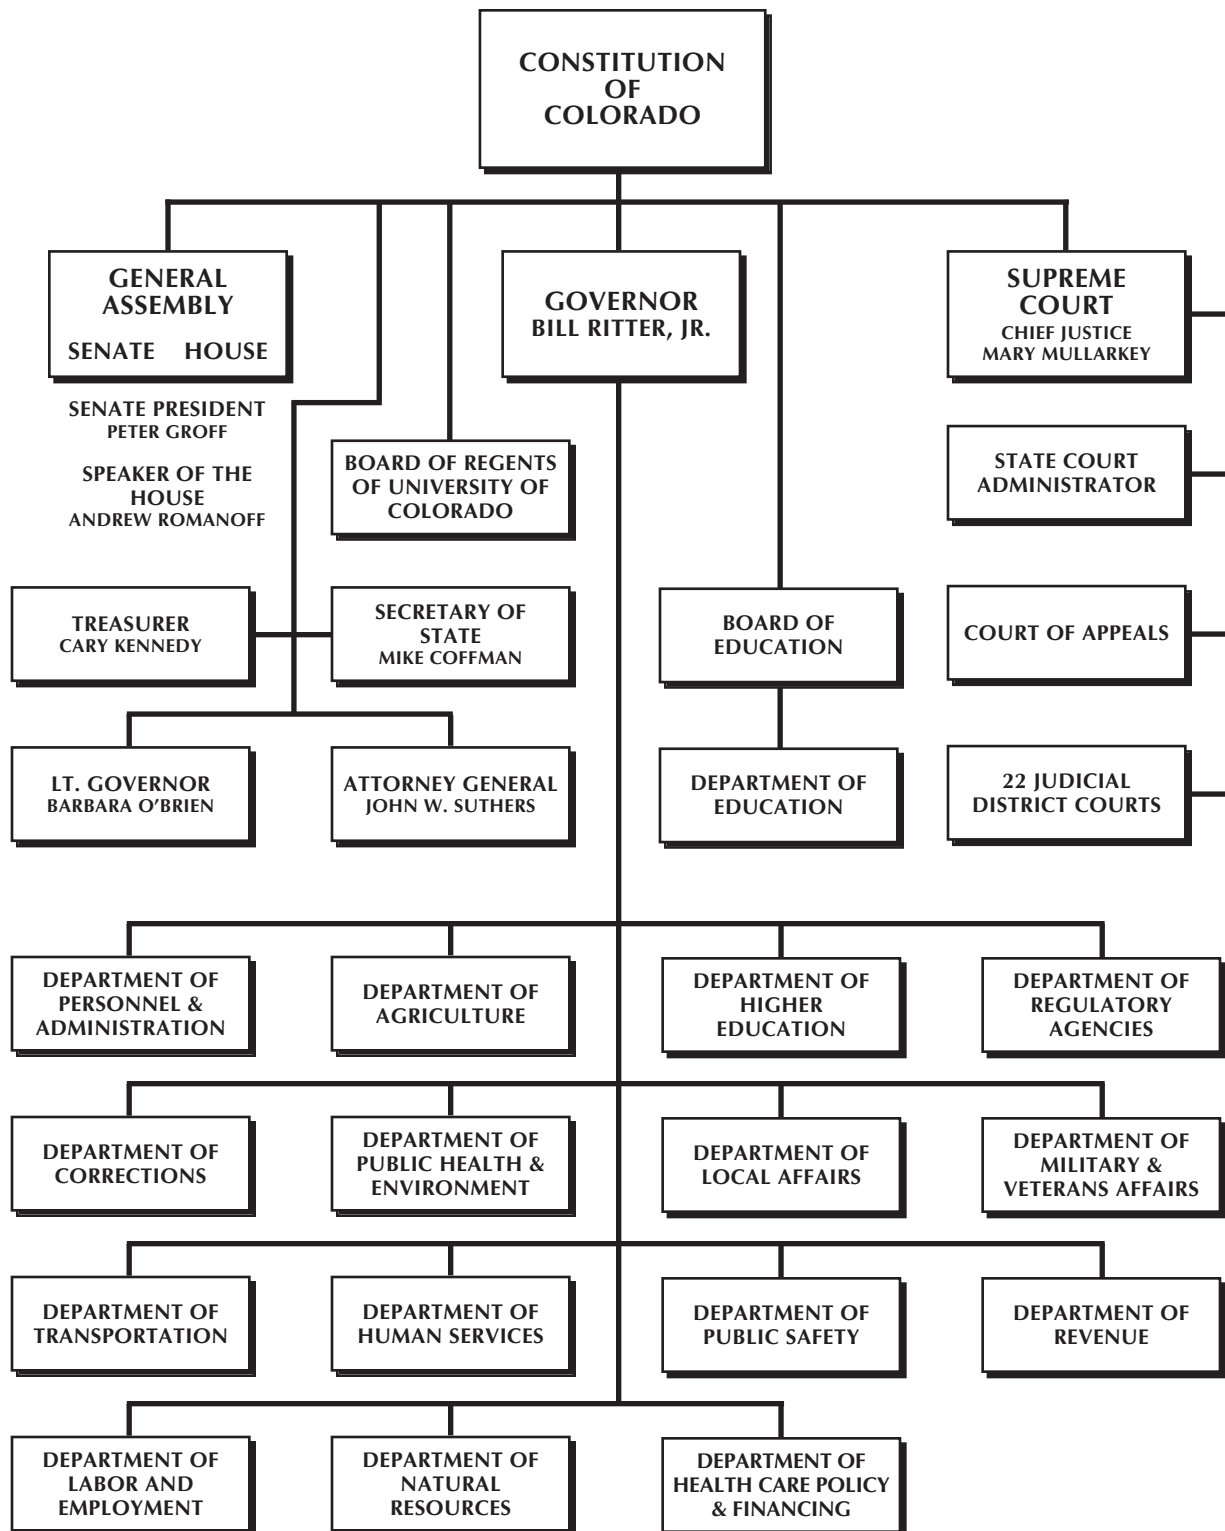 CONSTITUTION
OF
COLORADO
GENERAL
ASSEMBLY
SENATE HOUSE
SENATE PRESIDENT
PETER GROFF
SPEAKER OF THE
HOUSE
ANDREW ROMANOFF
GOVERNOR
BILL RITTER, JR.
SUPREME
COURT
CHIEF JUSTICE
MARY MULLARKEY
BOARD OF REGENTS
OF UNIVERSITY OF
COLORADO
STATE COURT
ADMINISTRATOR
TREASURER
CARY KENNEDY
SECRETARY OF
STATE
MIKE COFFMAN
BOARD OF
EDUCATION
COURT OF APPEALS
LT. GOVERNOR
BARBARA O’BRIEN
ATTORNEY GENERAL
JOHN W. SUTHERS
DEPARTMENT OF
EDUCATION
22 JUDICIAL
DISTRICT COURTS
DEPARTMENT OF
PERSONNEL &
ADMINISTRATION
DEPARTMENT OF
AGRICULTURE
DEPARTMENT OF
HIGHER
EDUCATION
DEPARTMENT OF
REGULATORY
AGENCIES
DEPARTMENT OF
CORRECTIONS
DEPARTMENT OF
PUBLIC HEALTH &
ENVIRONMENT
DEPARTMENT OF
LOCAL AFFAIRS
DEPARTMENT OF
MILITARY &
VETERANS AFFAIRS
DEPARTMENT OF
TRANSPORTATION
DEPARTMENT OF
HUMAN SERVICES
DEPARTMENT OF
PUBLIC SAFETY
DEPARTMENT OF
REVENUE
DEPARTMENT OF
LABOR AND
EMPLOYMENT
DEPARTMENT OF
NATURAL
RESOURCES
DEPARTMENT OF
HEALTH CARE POLICY
& FINANCING